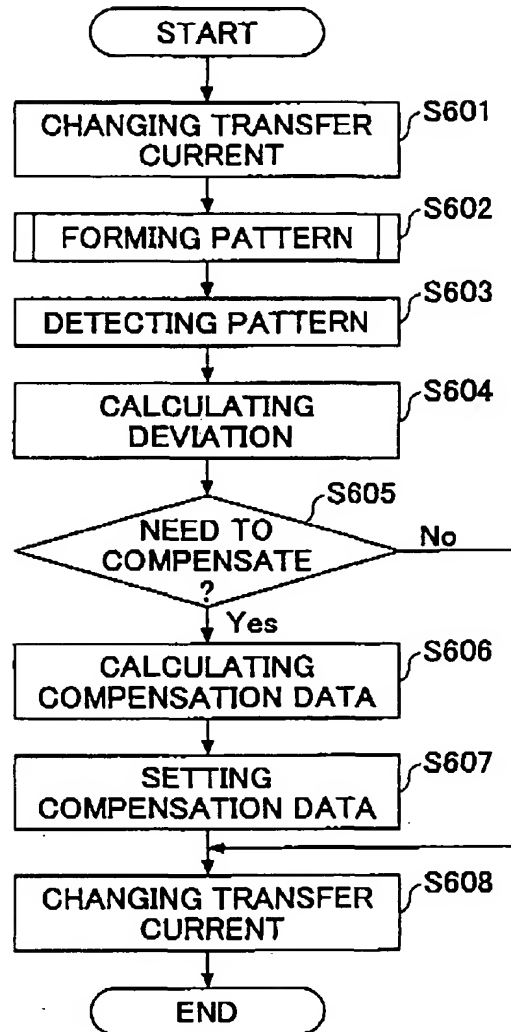 START
CHANGING TRANSFER
CURRENT
S601
FORMING PATTERN
S602
DETECTING PATTERN
S603
CALCULATING
DEVIATION
S604
NEED TO
COMPENSATE
?
S605
No
Yes
CALCULATING
COMPENSATION DATA
S606
SETTING
COMPENSATION DATA
S607
CHANGING TRANSFER
CURRENT
S608
END